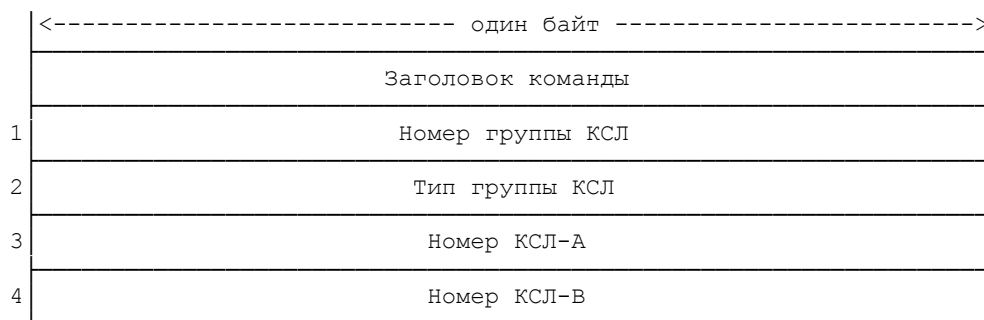 <---------------------------- один байт ------------------------->
Заголовок команды
1 Номер группы КСЛ
2 Тип группы КСЛ
3 Номер КСЛ-А
4 Номер КСЛ-В